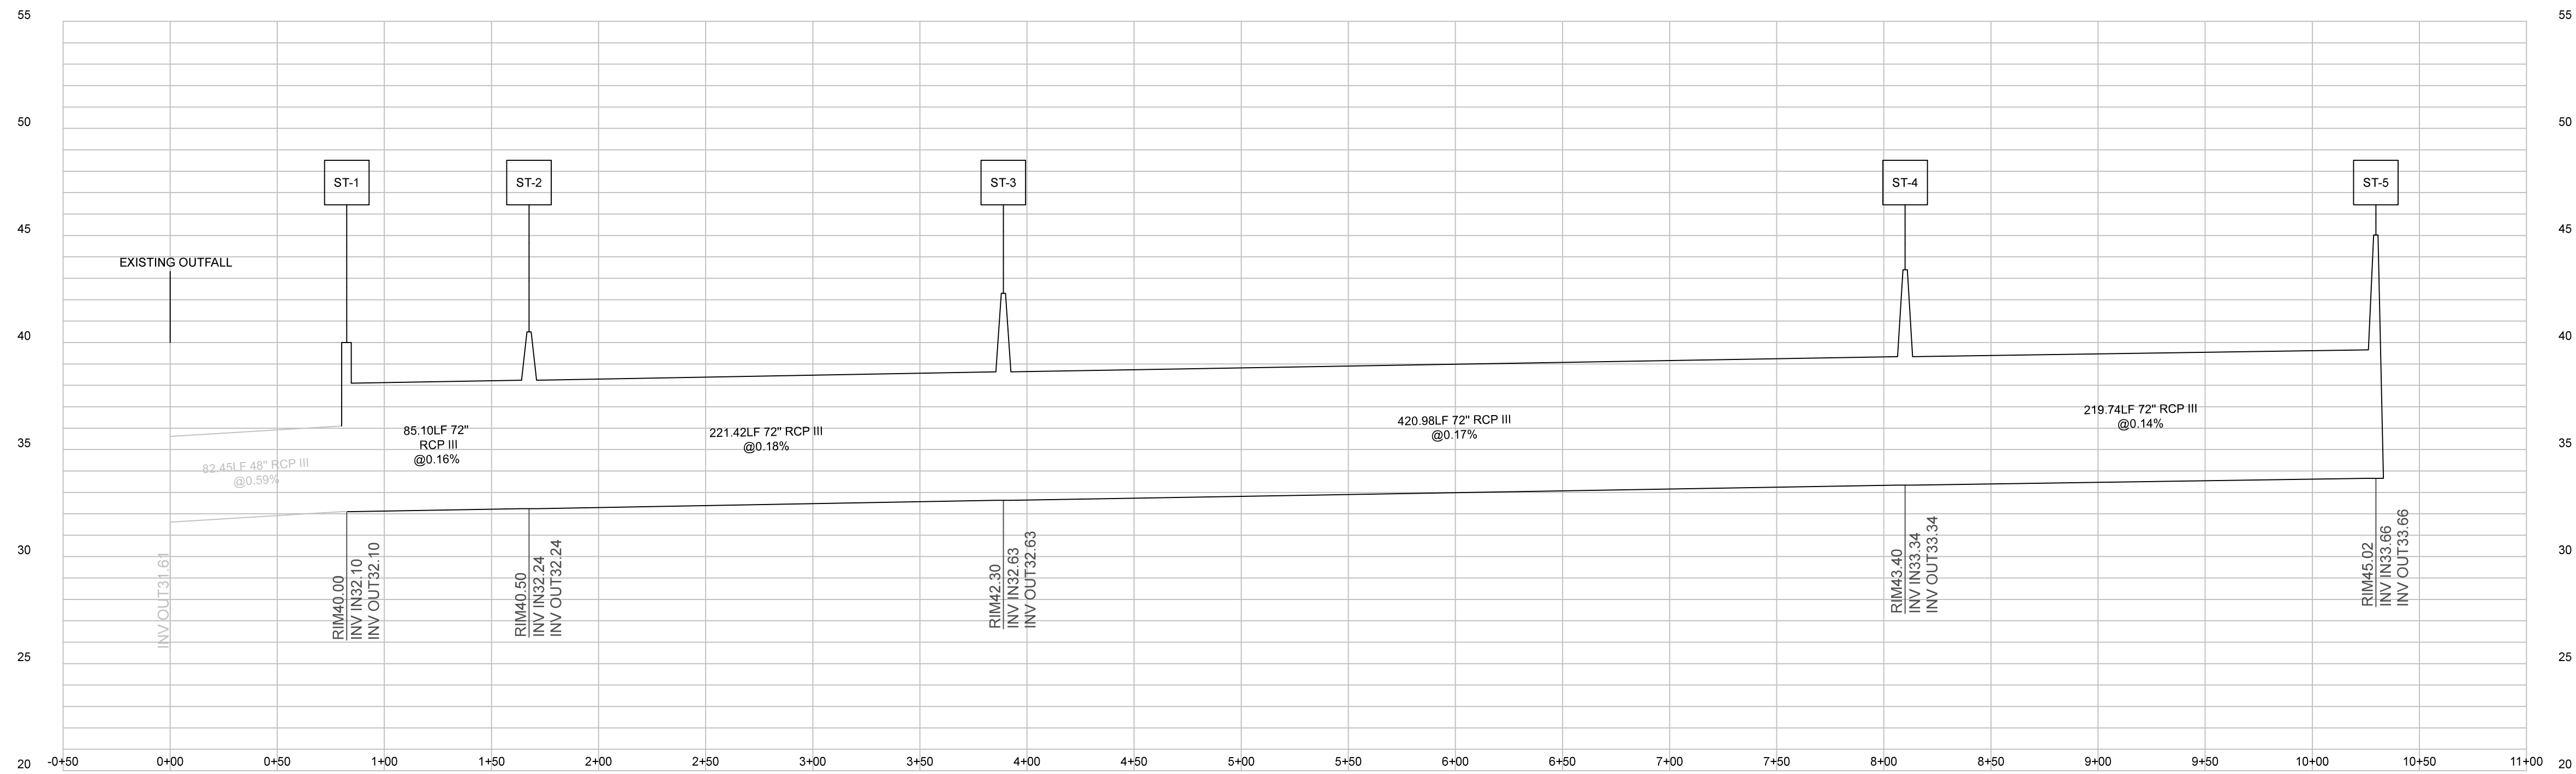 55
55
50
50
ST-1
ST-2
ST-3
ST-4
ST-5
45
45
EXISTING OUTFALL
40
40
35
35
82.45LF 48" RCP III
@0.59%
85.10LF 72"
RCP III
@0.16%
221.42LF 72" RCP III
@0.18%
420.98LF 72" RCP III
@0.17%
219.74LF 72" RCP III
@0.14%
30
30
INV OUT31.61
RIM40.00
INV IN32.10
INV OUT32.10
RIM40.50
INV IN32.24
INV OUT32.24
RIM42.30
INV IN32.63
INV OUT32.63
RIM43.40
INV IN33.34
INV OUT33.34
RIM45.02
INV IN33.66
INV OUT33.66
25
25
20
20
-0+50
0+00
0+50
1+00
1+50
2+00
2+50
3+00
3+50
4+00
4+50
5+00
5+50
6+00
6+50
7+00
7+50
8+00
8+50
9+00
9+50
10+00
10+50
11+00